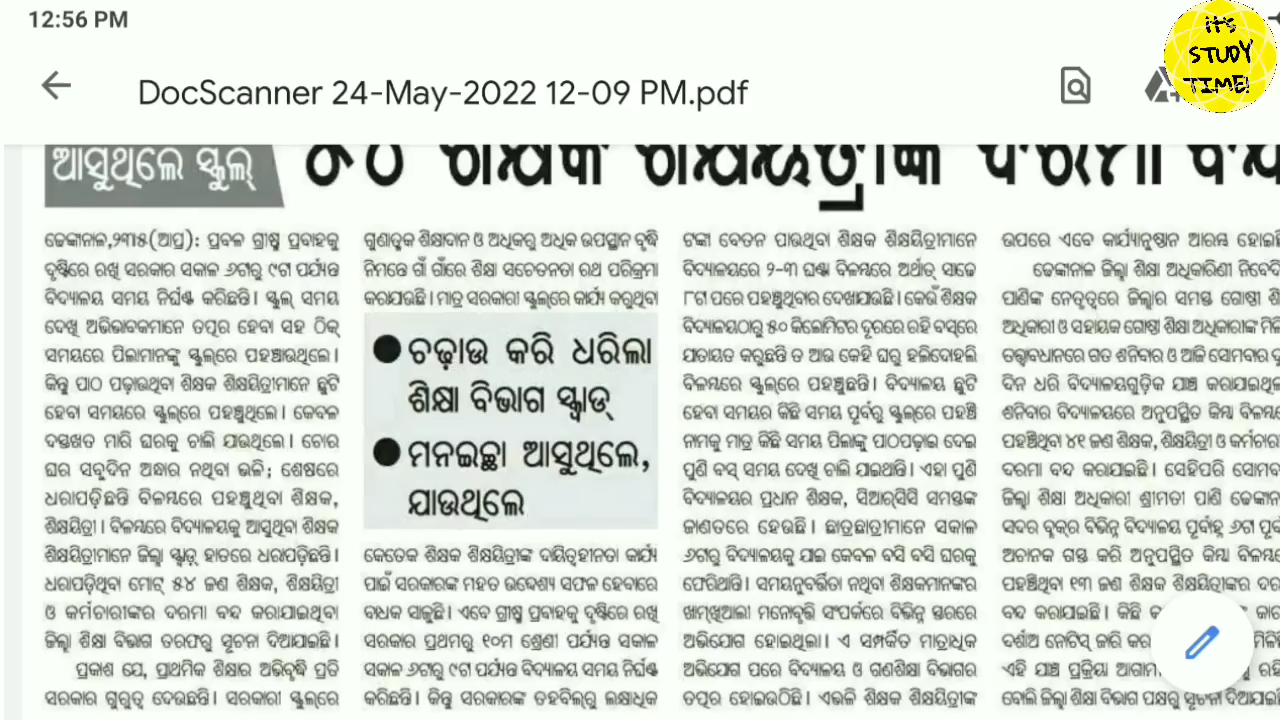 12:56 PM
DocScanner 24-May-2022 12-09 PM.pdf
it's
STUDY
TIME!
ଆସୁଥିଲେ ସ୍କୁଲ୍
ଢେଙ୍କାନାଳ,୨୩ା୫(ଆପ୍ର): ପ୍ରବଳ ଗ୍ରୀଷ୍ମ ପ୍ରବାହକୁ
ଦୃଷ୍ଟିରେ ରଖି ସରକାର ସକାଳ ୬ଟାରୁ ୯ଟା ପର୍ଯ୍ୟନ୍ତ
ବିଦ୍ୟାଳୟ ସମୟ ନିର୍ଘଣ୍ଟ କରିଛନ୍ତି। ସ୍କୁଲ୍ ସମୟ
ଦେଖି ଅଭିଭାବକମାନେ ତତ୍ପର ହେବା ସହ ଠିକ୍
ସମୟରେ ପିଲାମାନଙ୍କୁ ସ୍କୁଲ୍‌ରେ ପହଞ୍ଚାଉଥିଲେ।
କିନ୍ତୁ ପାଠ ପଢ଼ାଉଥିବା ଶିକ୍ଷକ ଶିକ୍ଷୟିତ୍ରୀମାନେ ଛୁଟି
ହେବା ସମୟରେ ସ୍କୁଲ୍‌ରେ ପହଞ୍ଚୁଥିଲେ। କେବଳ
ଦସ୍ତଖତ ମାରି ଘରକୁ ଚାଲି ଯାଉଥିଲେ। ଚୋର
ଘର ସବୁଦିନ ଅନ୍ଧାର ନଥିବା ଭଳି; ଶେଷରେ
ଧରାପଡ଼ିଛନ୍ତି ବିଳମ୍ବରେ ପହଞ୍ଚୁଥିବା ଶିକ୍ଷକ,
ଶିକ୍ଷୟିତ୍ରୀ। ବିଳମ୍ବରେ ବିଦ୍ୟାଳୟକୁ ଆସୁଥିବା ଶିକ୍ଷକ
ଶିକ୍ଷୟିତ୍ରୀମାନେ ଜିଲ୍ଲା ସ୍କ୍ୱାଡ୍ ହାତରେ ଧରାପଡ଼ିଛନ୍ତି।
ଧରାପଡ଼ିଥିବା ମୋଟ୍ ୫୪ ଜଣ ଶିକ୍ଷକ, ଶିକ୍ଷୟିତ୍ରୀ
ଓ କର୍ମଚାରୀଙ୍କର ଦରମା ବନ୍ଦ କରାଯାଇଥିବା
ଜିଲ୍ଲା ଶିକ୍ଷା ବିଭାଗ ତରଫରୁ ସୂଚନା ଦିଆଯାଇଛି।
ପ୍ରକାଶ ଯେ, ପ୍ରାଥମିକ ଶିକ୍ଷାର ଅଭିବୃଦ୍ଧି ପ୍ରତି
ସରକାର ଗୁରୁତ୍ୱ ଦେଉଛନ୍ତି। ସରକାରୀ ସ୍କୁଲ୍‌ରେ
ଗୁଣାତ୍ମକ ଶିକ୍ଷାଦାନ ଓ ଅଧିକରୁ ଅଧିକ ଉପସ୍ଥାନ ବୃଦ୍ଧି
ନିମନ୍ତେ ଗାଁ ଗାଁରେ ଶିକ୍ଷା ସଚେତନତା ରଥ ପରିକ୍ରମା
କରାଯାଉଛି। ମାତ୍ର ସରକାରୀ ସ୍କୁଲ୍‌ରେ କାର୍ଯ୍ୟ କରୁଥିବା
● ଚଢ଼ାଉ କରି ଧରିଲା
ଶିକ୍ଷା ବିଭାଗ ସ୍କ୍ୱାଡ୍
● ମନଇଚ୍ଛା ଆସୁଥିଲେ,
ଯାଉଥିଲେ
କେତେକ ଶିକ୍ଷକ ଶିକ୍ଷୟିତ୍ରୀଙ୍କ ଦାୟିତ୍ୱହୀନତା କାର୍ଯ୍ୟ
ପାଇଁ ସରକାରଙ୍କ ମହତ ଉଦ୍ଦେଶ୍ୟ ସଫଳ ହେବାରେ
ବାଧକ ସାଜୁଛି। ଏବେ ଗ୍ରୀଷ୍ମ ପ୍ରବାହକୁ ଦୃଷ୍ଟିରେ ରଖି
ସରକାର ପ୍ରଥମରୁ ୧୦ମ ଶ୍ରେଣୀ ପର୍ଯ୍ୟନ୍ତ ସକାଳ
ସକାଳ ୬ଟାରୁ ୯ଟା ପର୍ଯ୍ୟନ୍ତ ବିଦ୍ୟାଳୟ ସମୟ ନିର୍ଘଣ୍ଟ
କରିଛନ୍ତି। କିନ୍ତୁ ସରକାରଙ୍କ ତହବିଲରୁ ଲକ୍ଷାଧିକ
ଟଙ୍କା ବେତନ ପାଉଥିବା ଶିକ୍ଷକ ଶିକ୍ଷୟିତ୍ରୀମାନେ
ବିଦ୍ୟାଳୟରେ ୨-୩ ଘଣ୍ଟା ବିଳମ୍ବରେ ଅର୍ଥାତ୍ ସାଢେ
୮ଟା ପରେ ପହଞ୍ଚୁଥିବାର ଦେଖାଯାଉଛି। କେଉଁ ଶିକ୍ଷକ
ବିଦ୍ୟାଳୟଠାରୁ ୫୦ କିଲୋମିଟର ଦୂରରେ ରହି ବସ୍‌ରେ
ଯାତାୟାତ କରୁଛନ୍ତି ତ ଆଉ କେହି ଘରୁ ହଲିଦୋହଲି
ବିଳମ୍ବରେ ସ୍କୁଲ୍‌ରେ ପହଞ୍ଚୁଛନ୍ତି। ବିଦ୍ୟାଳୟ ଛୁଟି
ହେବା ସମୟର କିଛି ସମୟ ପୂର୍ବରୁ ସ୍କୁଲ୍‌ରେ ପହଞ୍ଚି
ନାମକୁ ମାତ୍ର କିଛି ସମୟ ପିଲାଙ୍କୁ ପାଠପଢ଼ାଇ ଦେଇ
ପୁଣି ବସ୍ ସମୟ ଦେଖି ଚାଲି ଯାଇଥାନ୍ତି। ଏହା ପୁଣି
ବିଦ୍ୟାଳୟର ପ୍ରଧାନ ଶିକ୍ଷକ, ସିଆର୍‌ସିସି ସମସ୍ତଙ୍କ
ଜାଣତରେ ହେଉଛି। ଛାତ୍ରଛାତ୍ରୀମାନେ ସକାଳ
୬ଟାରୁ ବିଦ୍ୟାଳୟକୁ ଯାଇ କେବଳ ବସି ବସି ଘରକୁ
ଫେରିଥାନ୍ତି। ସମୟାନୁବର୍ତ୍ତିତା ନଥିବା ଶିକ୍ଷକମାନଙ୍କର
ଖାମ୍‌ଖିଆଲୀ ମନୋବୃତ୍ତି ସଂପର୍କରେ ବିଭିନ୍ନ ସ୍ତରରେ
ଅଭିଯୋଗ ହୋଇଥିଲା। ଏ ସମ୍ପର୍କିତ ମାତ୍ରାଧିକ
ଅଭିଯୋଗ ପରେ ବିଦ୍ୟାଳୟ ଓ ଗଣଶିକ୍ଷା ବିଭାଗର
ତତ୍ପର ହୋଇଉଠିଛି। ଏଭଳି ଶିକ୍ଷକ ଶିକ୍ଷୟିତ୍ରୀଙ୍କ
ଉପରେ ଏବେ କାର୍ଯ୍ୟାନୁଷ୍ଠାନ ଆରମ୍ଭ
ଢେଙ୍କାନାଳ ଜିଲ୍ଲା ଶିକ୍ଷା ଅଧିକାରିଣୀ
ପାଣିଙ୍କ ନେତୃତ୍ୱରେ ଜିଲ୍ଲାର ସମସ୍ତ ଗୋଷ୍ଠୀ
ଅଧିକାରୀ ଓ ସହାୟକ ଗୋଷ୍ଠୀ ଶିକ୍ଷା ଅଧିକାରୀଙ୍କ
ତତ୍ତ୍ୱାବଧାନରେ ଗତ ଶନିବାର ଓ ଆଜି ସୋମବାର
ଦିନ ଧରି ବିଦ୍ୟାଳୟଗୁଡ଼ିକ ଯାଞ୍ଚ
ଶନିବାର ବିଦ୍ୟାଳୟରେ ଅନୁପସ୍ଥିତ କିମ୍ବା
ପହଞ୍ଚିଥିବା ୪୧ ଜଣ ଶିକ୍ଷକ, ଶିକ୍ଷୟିତ୍ରୀ ଓ
ଦରମା ବନ୍ଦ କରାଯାଇଛି। ସେହିପରି
ଜିଲ୍ଲା ଶିକ୍ଷା ଅଧିକାରୀ ଶ୍ରୀମତୀ ପାଣି
ସଦର ବ୍ଲକ୍‌ର ବିଭିନ୍ନ ବିଦ୍ୟାଳୟ ପୂର୍ବାହ୍ନ ୬ଟା
ଅଚାନକ ଗସ୍ତ କରି ଅନୁପସ୍ଥିତ କିମ୍ବା
ପହଞ୍ଚିଥିବା ୧୩ ଜଣ ଶିକ୍ଷକ ଶିକ୍ଷୟିତ୍ରୀଙ୍କର
ବନ୍ଦ କରାଯାଇଛି। କିଛି
ଦର୍ଶାଅ ନୋଟିସ୍ ଜାରି
ଏହି ଯାଞ୍ଚ ପ୍ରକ୍ରିୟା
ବୋଲି ଜିଲ୍ଲା ଶିକ୍ଷା ବିଭାଗ ପକ୍ଷରୁ ସୂଚନା